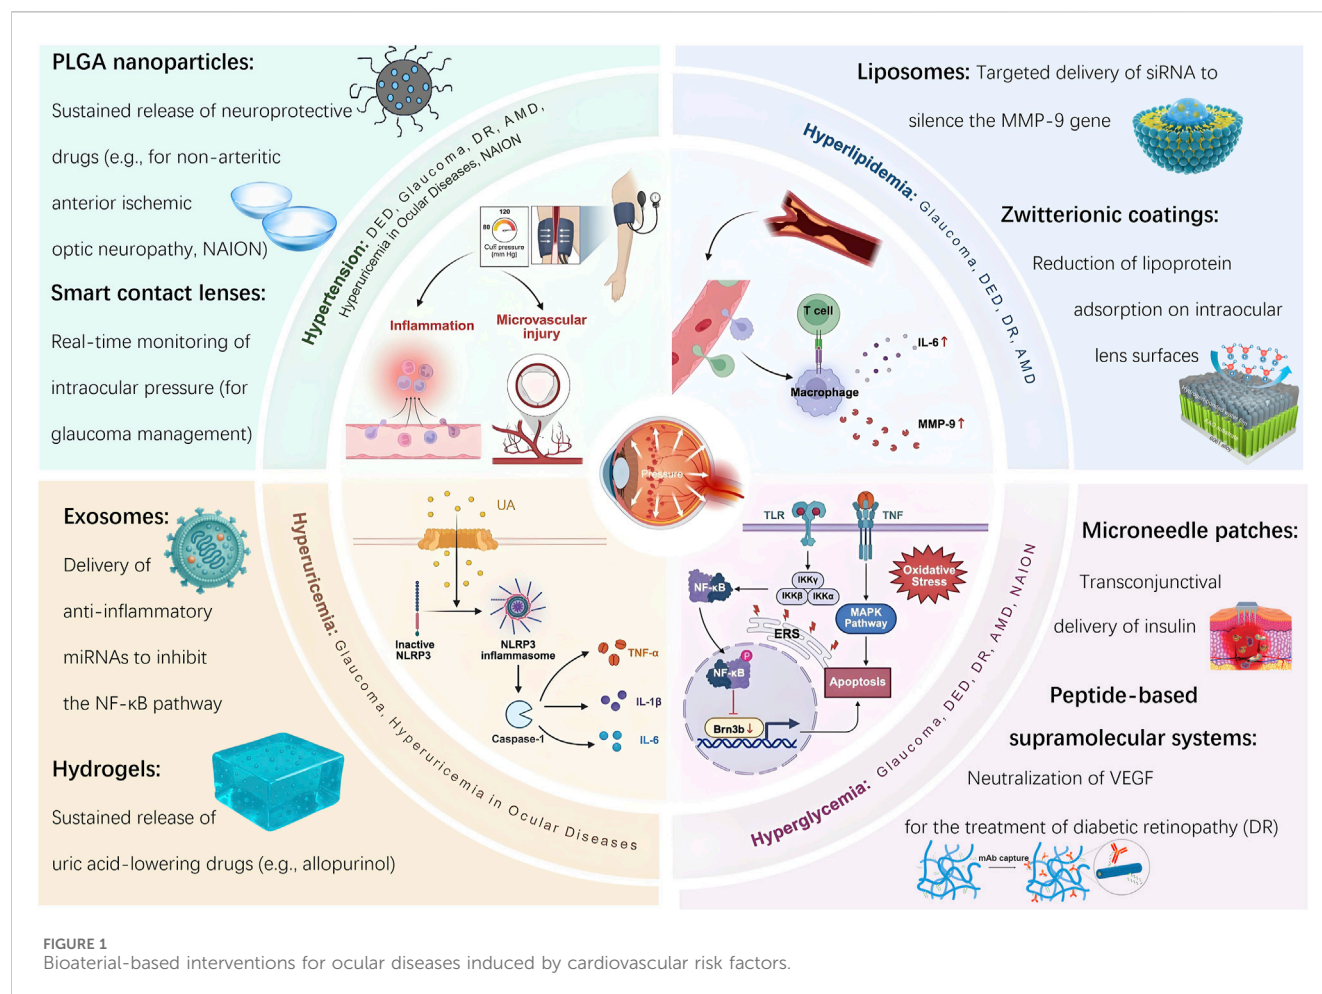 PLGA nanoparticles:
Sustained release of neuroprotective
drugs (e.g., for non-arteritic
anterior ischemic
optic neuropathy, NAION)
Smart contact lenses:
Real-time monitoring of
intraocular pressure (for
glaucoma management)
Hypertension: DED, Glaucoma, DR, AMD,
Hyperuricemia in Ocular Diseases, NAION
120
80
Cuff pressure
(mm Hg)
Inflammation
Microvascular
injury
Liposomes: Targeted delivery of siRNA to
silence the MMP-9 gene
Zwitterionic coatings:
Reduction of lipoprotein
adsorption on intraocular
lens surfaces
Hyperlipidemia: Glaucoma, DED, DR, AMD
T cell
Macrophage
IL-6↑
MMP-9↑
Pressure
Exosomes:
Delivery of
anti-inflammatory
miRNAs to inhibit
the NF-κB pathway
Hydrogels:
Sustained release of
uric acid-lowering drugs (e.g., allopurinol)
Hyperuricemia: Glaucoma, Hyperuricemia in Ocular Diseases
UA
Inactive
NLRP3
NLRP3
inflammasome
Caspase-1
TNF-α
IL-1β
IL-6
TLR
TNF
Oxidative
Stress
IKKγ
IKKβ
IKKα
NF-κB
MAPK
Pathway
ERS
P
NF-κB
Apoptosis
Brn3b↓
Hyperglycemia: Glaucoma, DED, DR, AMD, NAION
Microneedle patches:
Transconjunctival
delivery of insulin
Peptide-based
supramolecular systems:
Neutralization of VEGF
for the treatment of diabetic retinopathy (DR)
mAb capture
FIGURE 1
Bioaterial-based interventions for ocular diseases induced by cardiovascular risk factors.